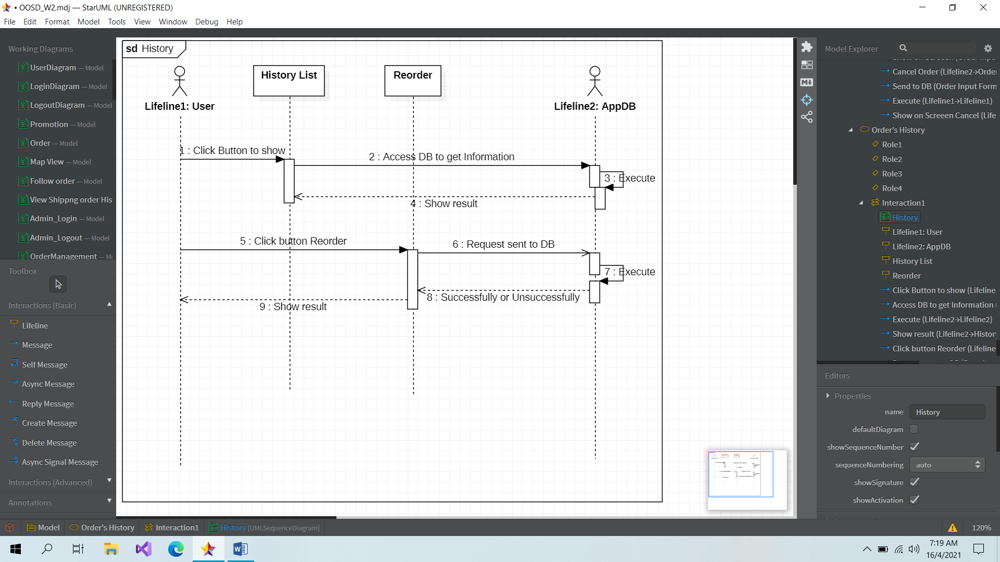 • OOSD_W2.mdj — StarUML (UNREGISTERED)
File Edit Format Model Tools View Window Debug Help
Working Diagrams
UserDiagram — Model
LoginDiagram — Model
LogoutDiagram — Model
Promotion — Model
Order — Model
Map View — Model
Follow order — Model
View Shippng order His
Admin_Login — Model
Admin_Logout — Model
OrderManagement — Mo
Toolbox
Interactions (Basic)
Lifeline
Message
Self Message
Async Message
Reply Message
Create Message
Delete Message
Async Signal Message
Interactions (Advanced)
Annotations
sd History
History List
Reorder
Lifeline1: User
Lifeline2: AppDB
1 : Click Button to show
2 : Access DB to get Information
3 : Execute
4 : Show result
5 : Click button Reorder
6 : Request sent to DB
7 : Execute
8 : Successfully or Unsuccessfully
9 : Show result
Model Explorer
Cancel Order (Lifeline2→Order
Send to DB (Order Input Form
Execute (Lifeline1→Lifeline1)
Show on Screeen Cancel (Life
Order's History
Role1
Role2
Role3
Role4
Interaction1
History
Lifeline1: User
Lifeline2: AppDB
History List
Reorder
Click Button to show (Lifeline
Access DB to get Information (
Execute (Lifeline2→Lifeline2)
Show result (Lifeline2→History
Click button Reorder (Lifeline
Editors
Properties
name History
defaultDiagram
showSequenceNumber
sequenceNumbering auto
showSignature
showActivation
Model Order's History Interaction1 History [UMLSequenceDiagram]
120%
7:19 AM
16/4/2021